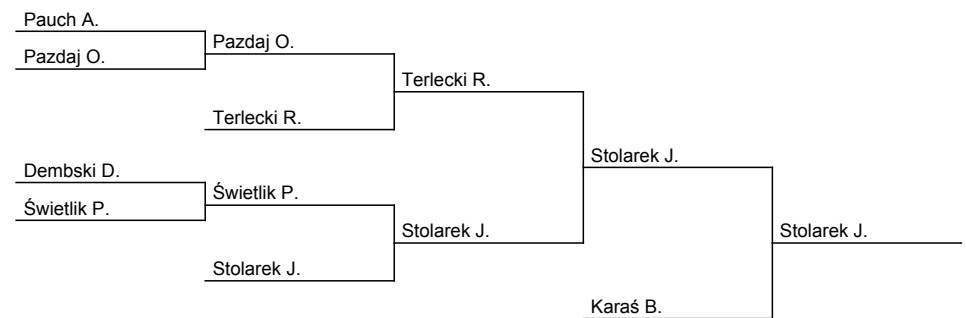 Pauch A.
Pazdaj O.
Pazdaj O.
Terlecki R.
Terlecki R.
Stolarek J.
Dembski D.
Świetlik P.
Świetlik P.
Stolarek J.
Stolarek J.
Stolarek J.
Karaś B.